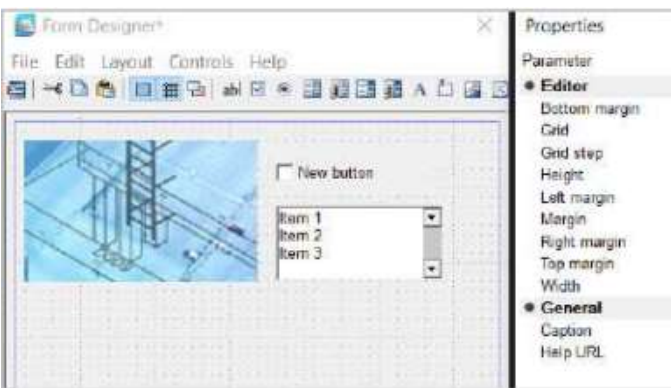 Form Designer*
File Edit Layout Controls Help
abl
A
New button
Item 1
Item 2
Item 3
Properties
Parameter
Editor
Bottom margin
Grid
Grid step
Height
Left margin
Margin
Right margin
Top margin
Width
General
Caption
Help URL